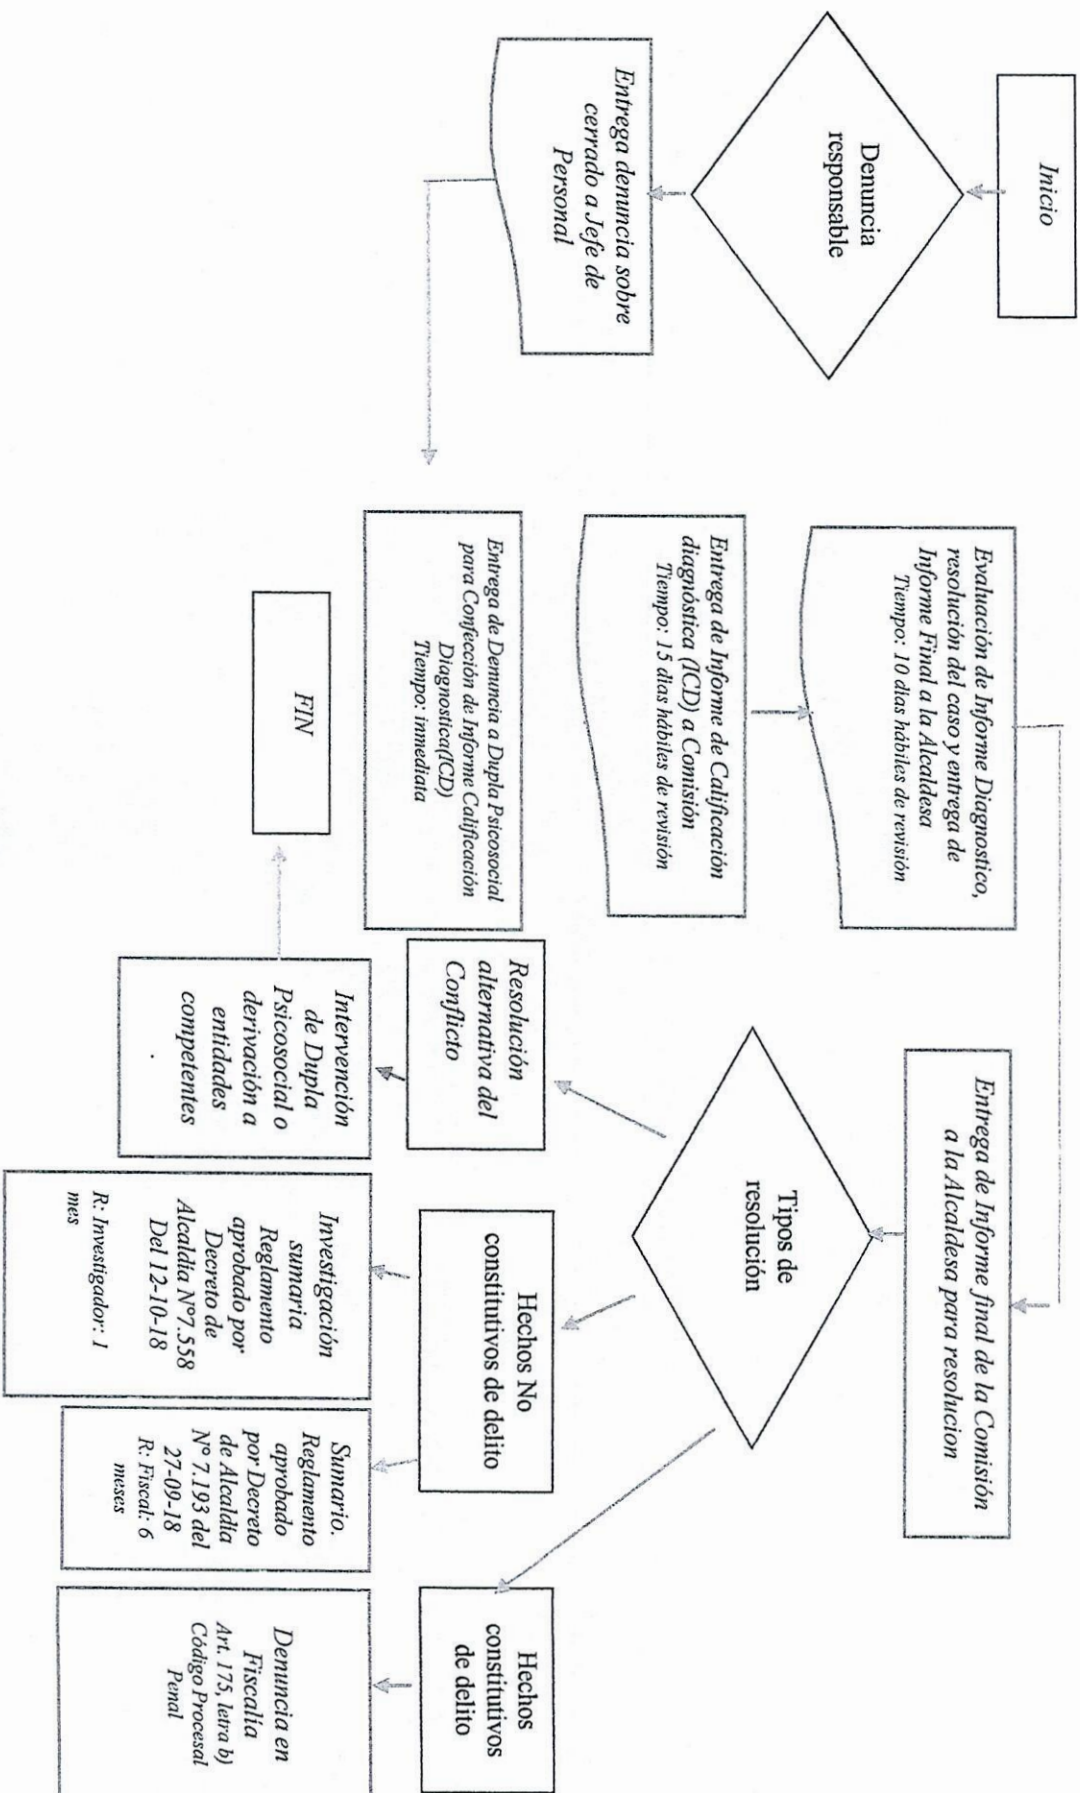 Inicio
Denuncia
responsable
Entrega denuncia sobre
cerrado a Jefe de
Personal
Evaluación de Informe Diagnostico,
resolución del caso y entrega de
Informe Final a la Alcaldesa
Tiempo: 10 dias hábiles de revisión
Entrega de Informe de Calificación
diagnóstica (ICD) a Comisión
Tiempo: 15 dias hábiles de revisión
Entrega de Denuncia a Dupla Psicosocial
para Confección de Informe Calificación
Diagnostica(ICD)
Tiempo: inmediata
FIN
Entrega de Informe final de la Comisión
a la Alcaldesa para resolucion
Tipos de
resolución
Resolución
alternativa del
Conflicto
Intervención
de Dupla
Psicosocial o
derivación a
entidades
competentes
.
Hechos No
constitutivos de delito
Investigación
sumaria
Reglamento
aprobado por
Decreto de
Alcaldia Nº7.558
Del 12-10-18
R: Investigador: 1
mes
Sumario.
Reglamento
aprobado
por Decreto
de Alcaldia
Nº 7.193 del
27-09-18
R: Fiscal: 6
meses
Hechos
constitutivos
de delito
Denuncia en
Fiscalía
Art. 175, letra b)
Código Procesal
Penal